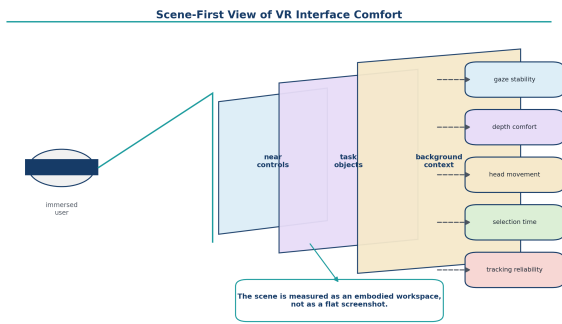 Scene-First View of VR Interface Comfort
immersed
user
near
controls
task
objects
background
context
gaze stability
depth comfort
head movement
selection time
tracking reliability
The scene is measured as an embodied workspace,
not as a flat screenshot.